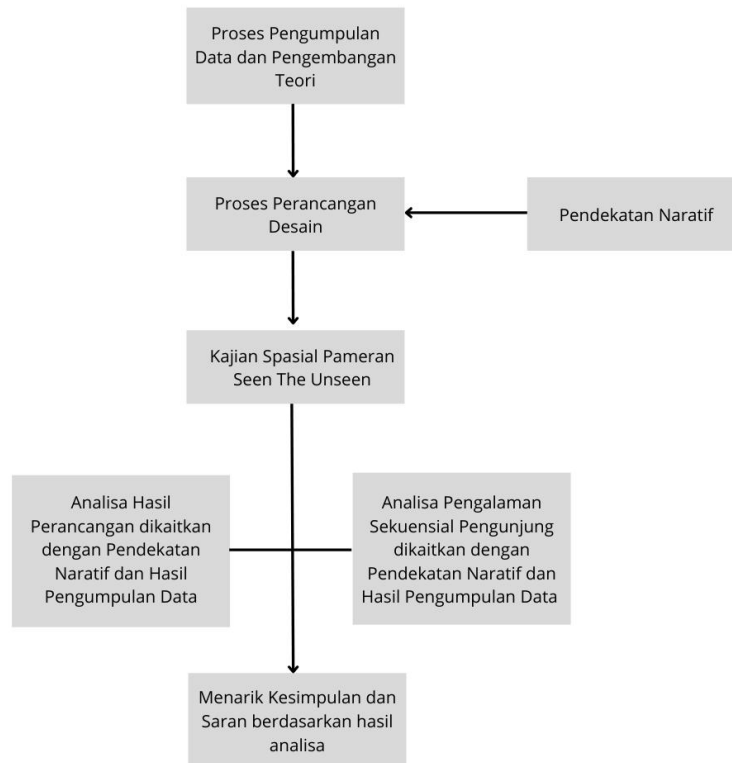 Proses Pengumpulan
Data dan Pengembangan
Teori
Proses Perancangan
Desain
Pendekatan Naratif
Kajian Spasial Pameran
Seen The Unseen
Analisa Hasil
Perancangan dikaitkan
dengan Pendekatan
Naratif dan Hasil
Pengumpulan Data
Analisa Pengalaman
Sekuensial Pengunjung
dikaitkan dengan
Pendekatan Naratif dan
Hasil Pengumpulan Data
Menarik Kesimpulan dan
Saran berdasarkan hasil
analisa